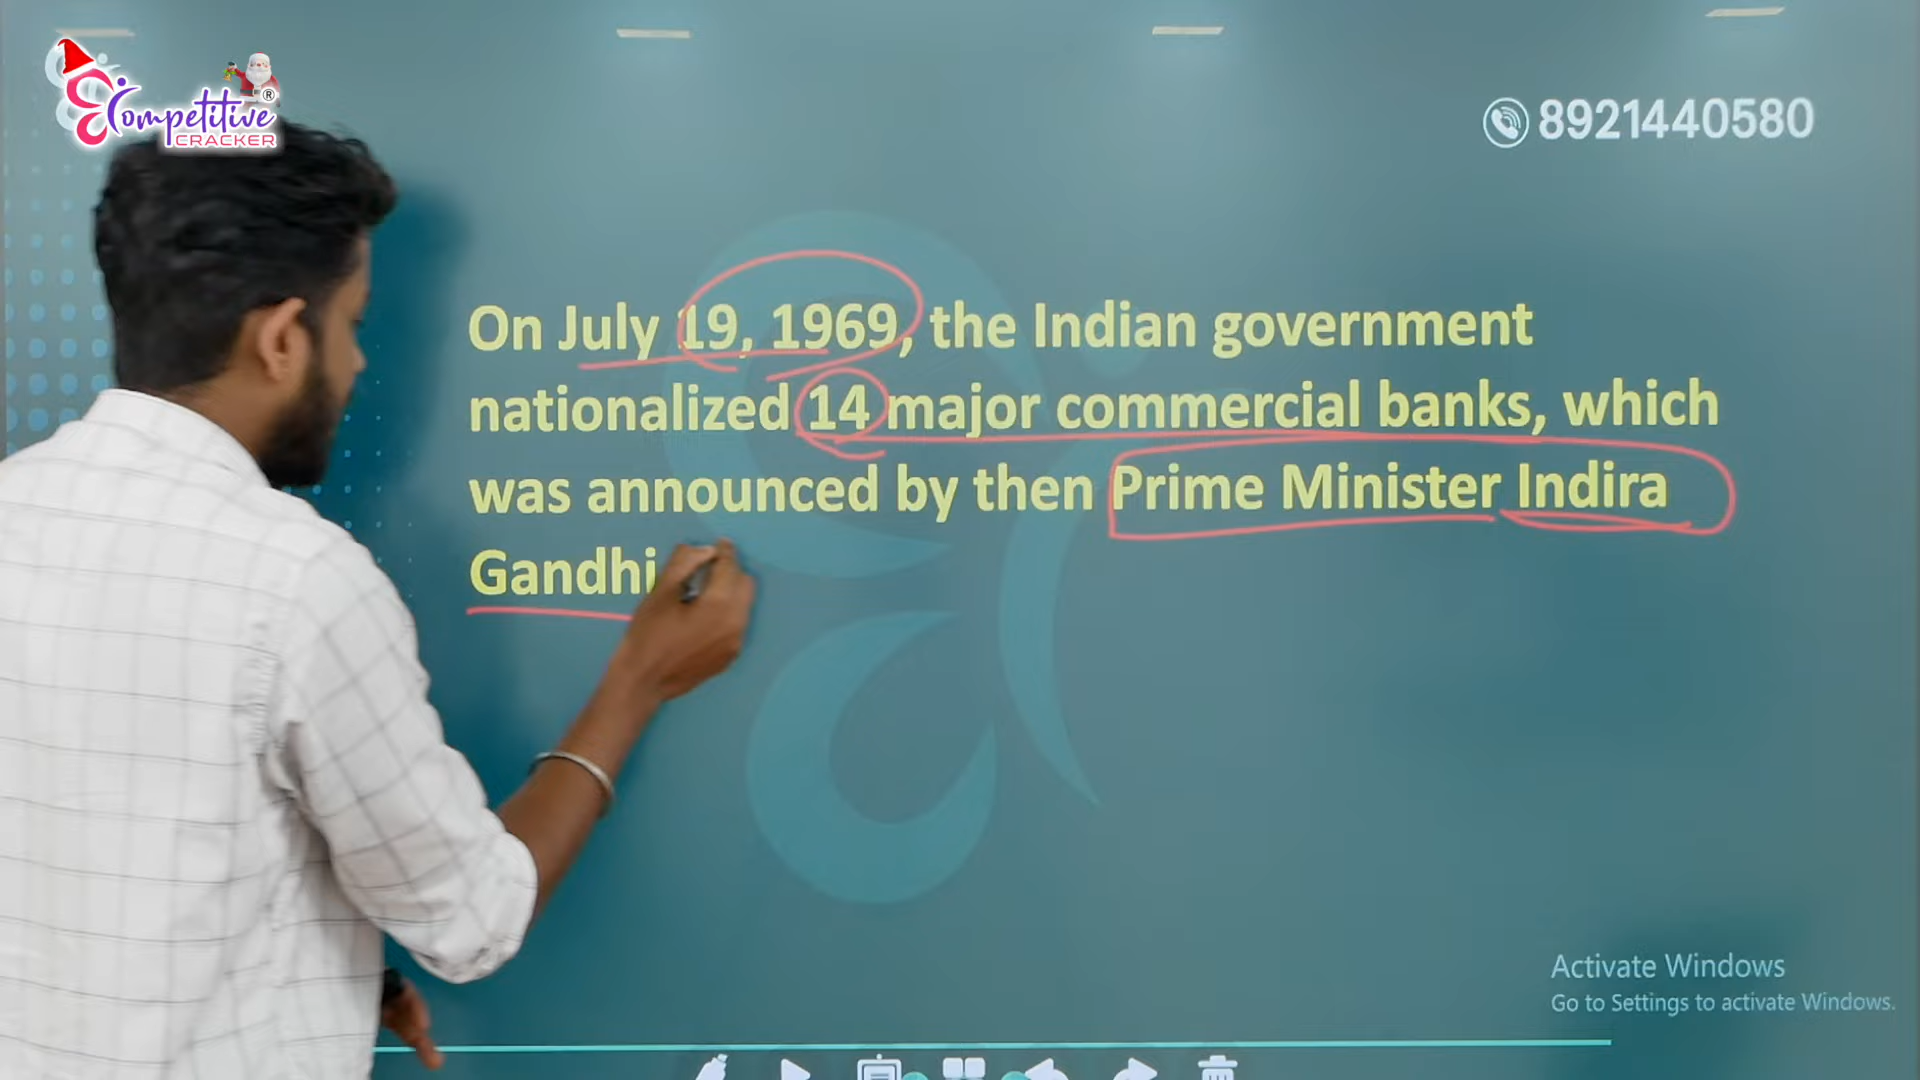 Competitive®
CRACKER
8921440580
On July 19, 1969, the Indian government
nationalized 14 major commercial banks, which
was announced by then Prime Minister Indira
Gandhi
Activate Windows
Go to Settings to activate Windows.